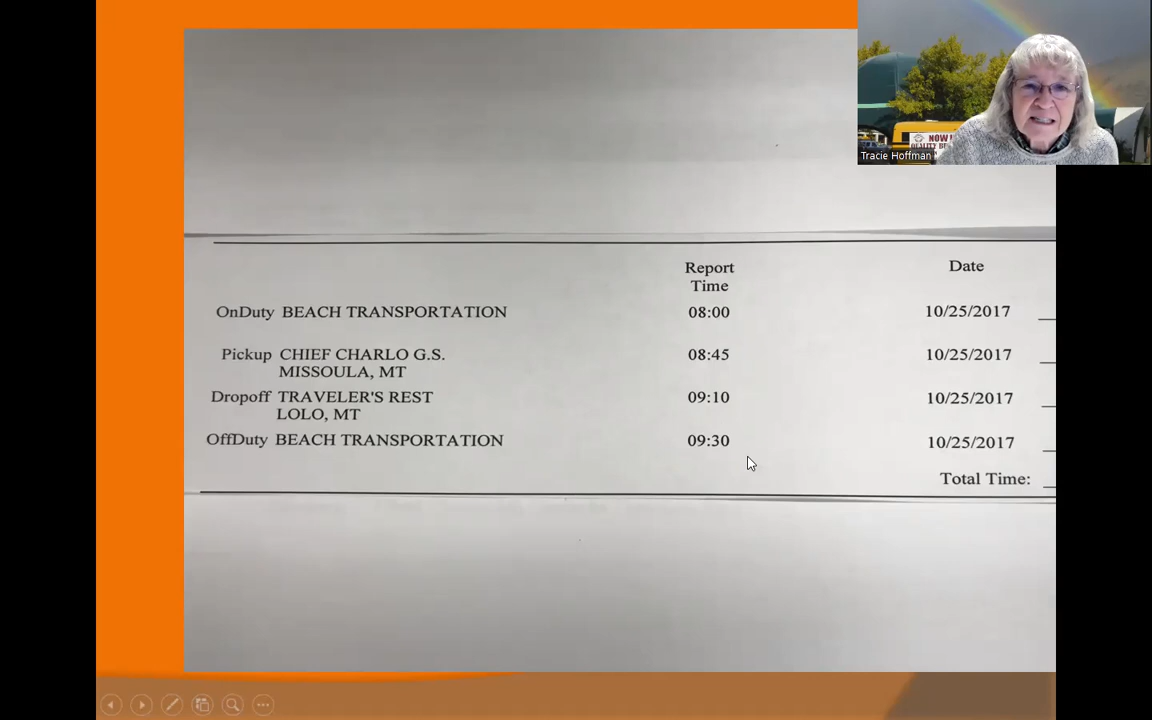 NOW
Tracie Hoffman
Report
Time
Date
OnDuty BEACH TRANSPORTATION 08:00 10/25/2017
Pickup CHIEF CHARLO G.S. 08:45 10/25/2017
MISSOULA, MT
Dropoff TRAVELER'S REST 09:10 10/25/2017
LOLO, MT
OffDuty BEACH TRANSPORTATION 09:30 10/25/2017
Total Time: